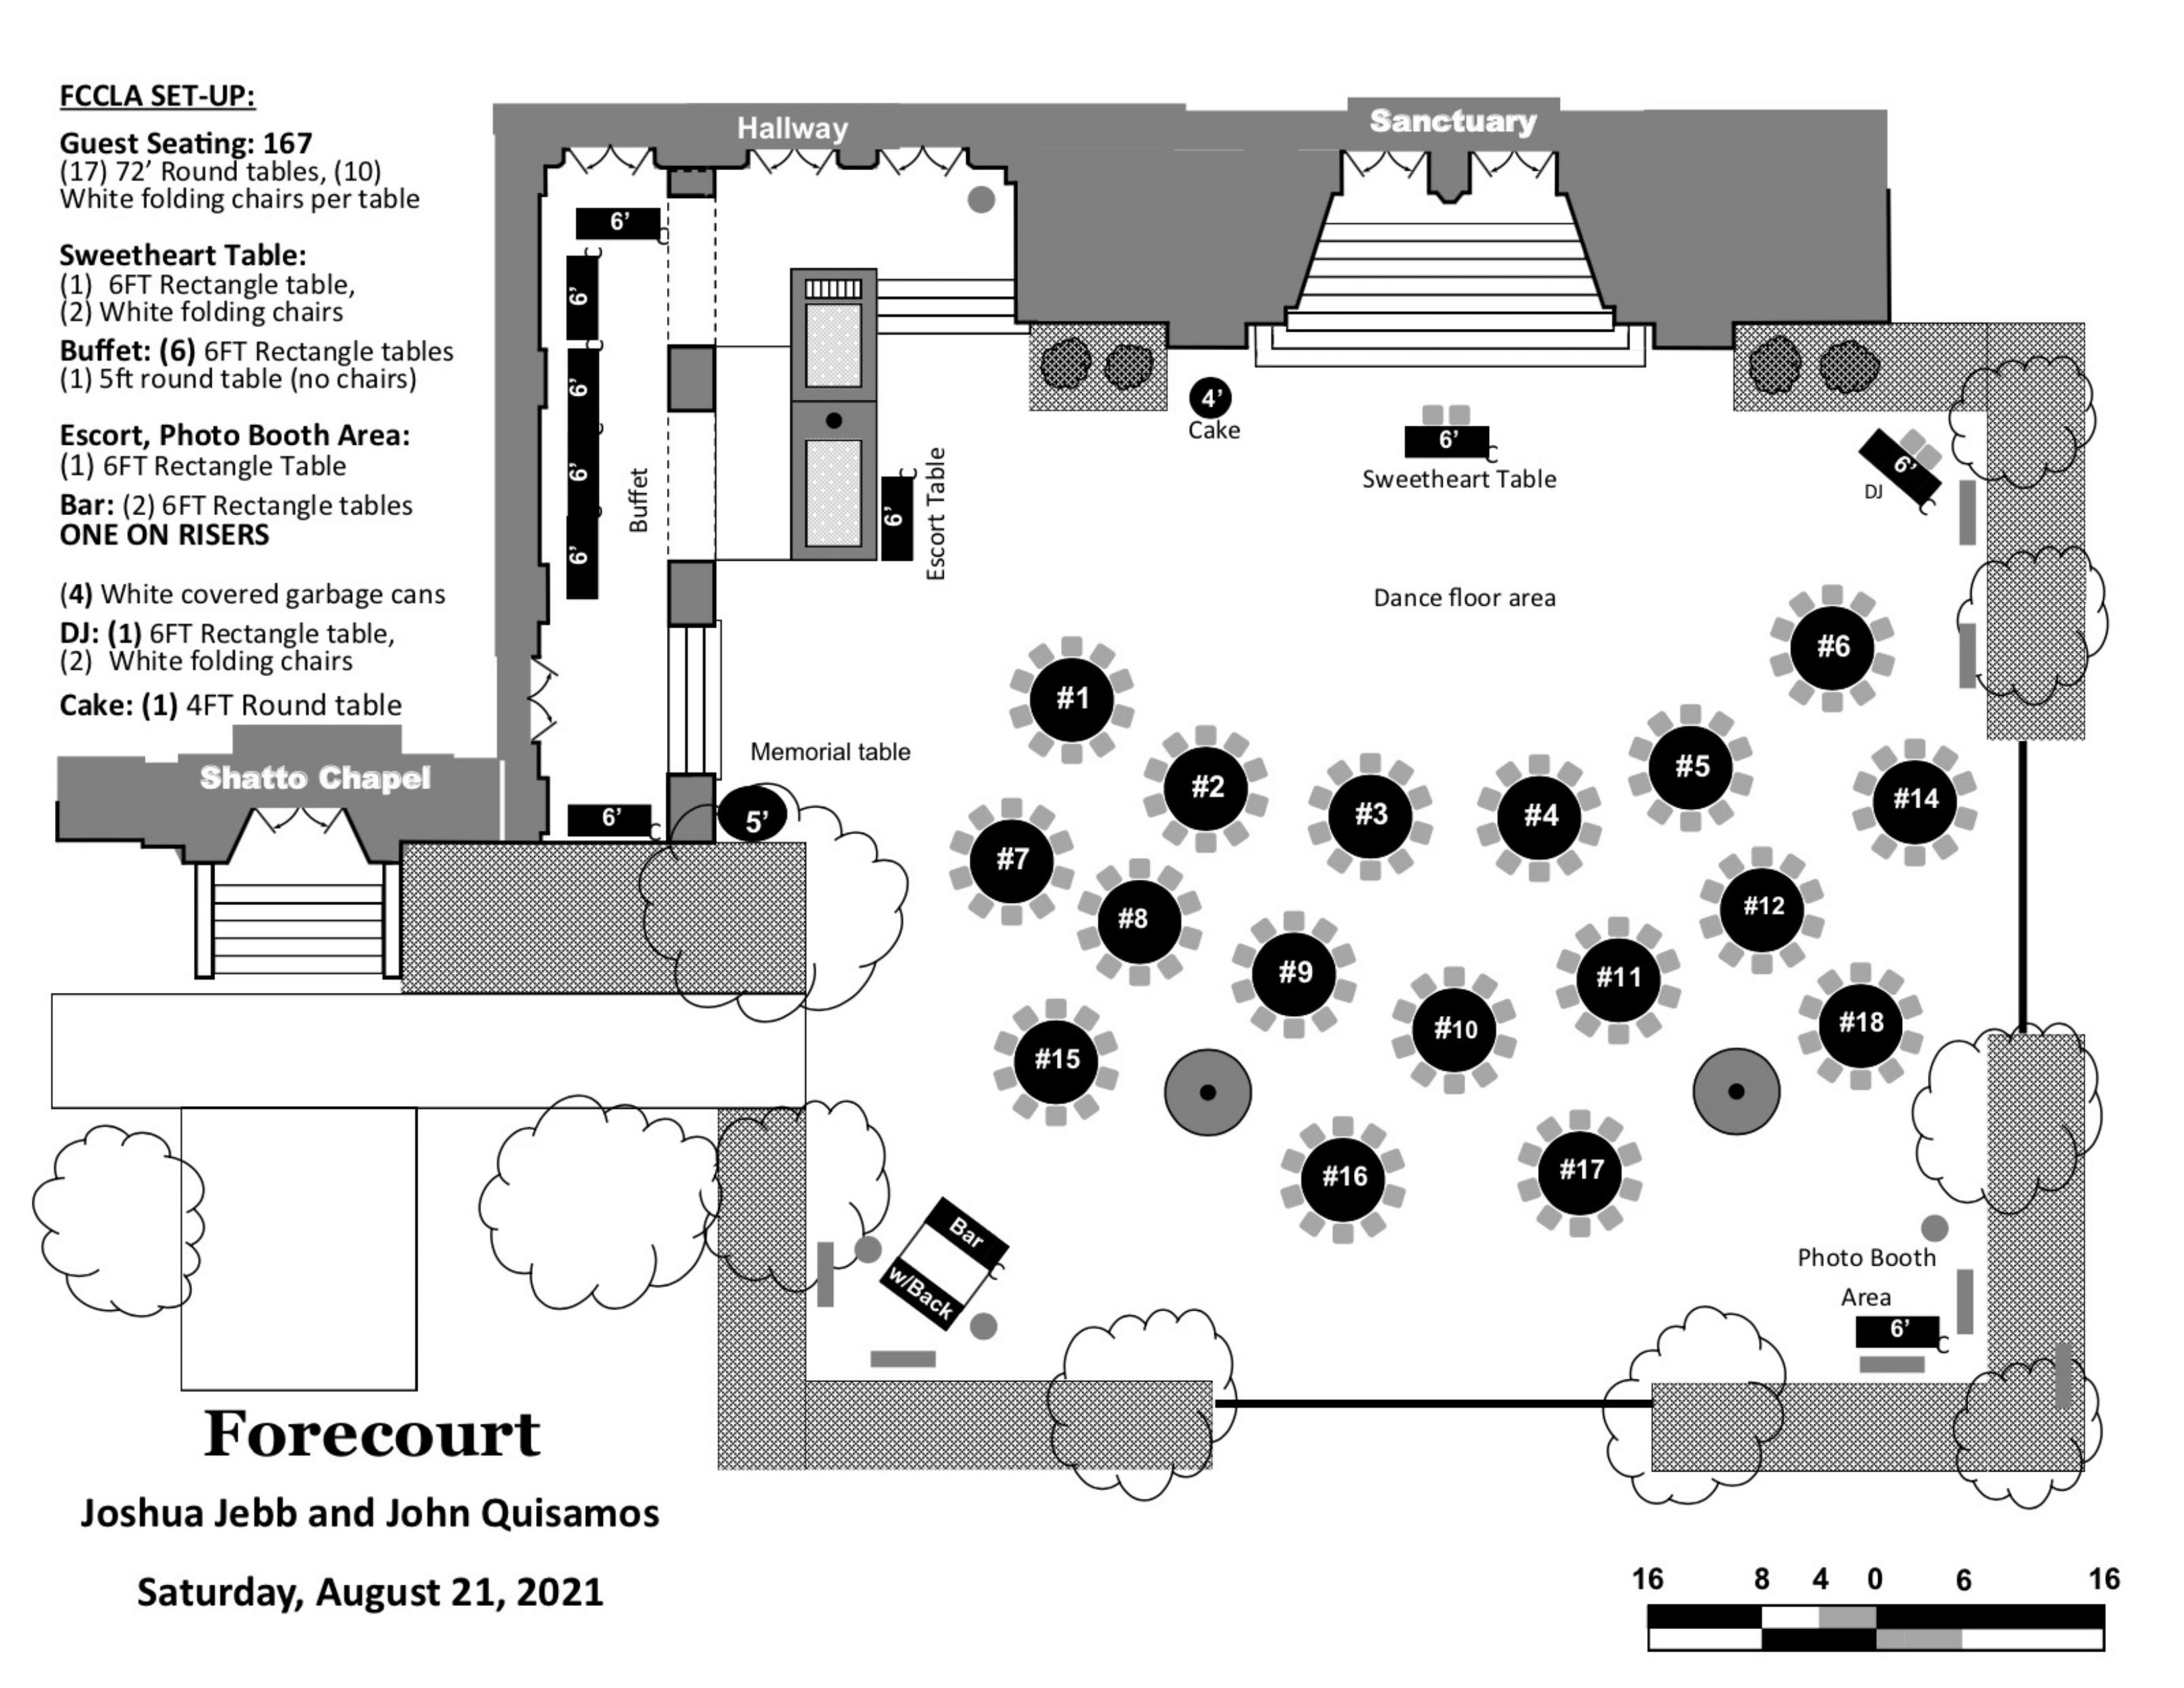 FCCLA SET-UP:
Guest Seating: 167
(17) 72’ Round tables, (10)
White folding chairs per table
Sweetheart Table:
(1) 6FT Rectangle table,
(2) White folding chairs
Buffet: (6) 6FT Rectangle tables
(1) 5ft round table (no chairs)
Escort, Photo Booth Area:
(1) 6FT Rectangle Table
Bar: (2) 6FT Rectangle tables
ONE ON RISERS
(4) White covered garbage cans
DJ: (1) 6FT Rectangle table,
(2) White folding chairs
Cake: (1) 4FT Round table
Hallway
Sanctuary
6’
C
6’
C
6’
C
6’
C
6’
C
Buffet
6’
C
Escort Table
4’
Cake
6’
C
Sweetheart Table
6’
C
DJ
Dance floor area
Memorial table
5’
6’
C
Shatto Chapel
#1
#2
#3
#4
#5
#6
#7
#8
#9
#10
#11
#12
#14
#15
#16
#17
#18
Bar
w/Back
C
Photo Booth
Area
6’
C
Forecourt
Joshua Jebb and John Quisamos
Saturday, August 21, 2021
16 8 4 0 6 16